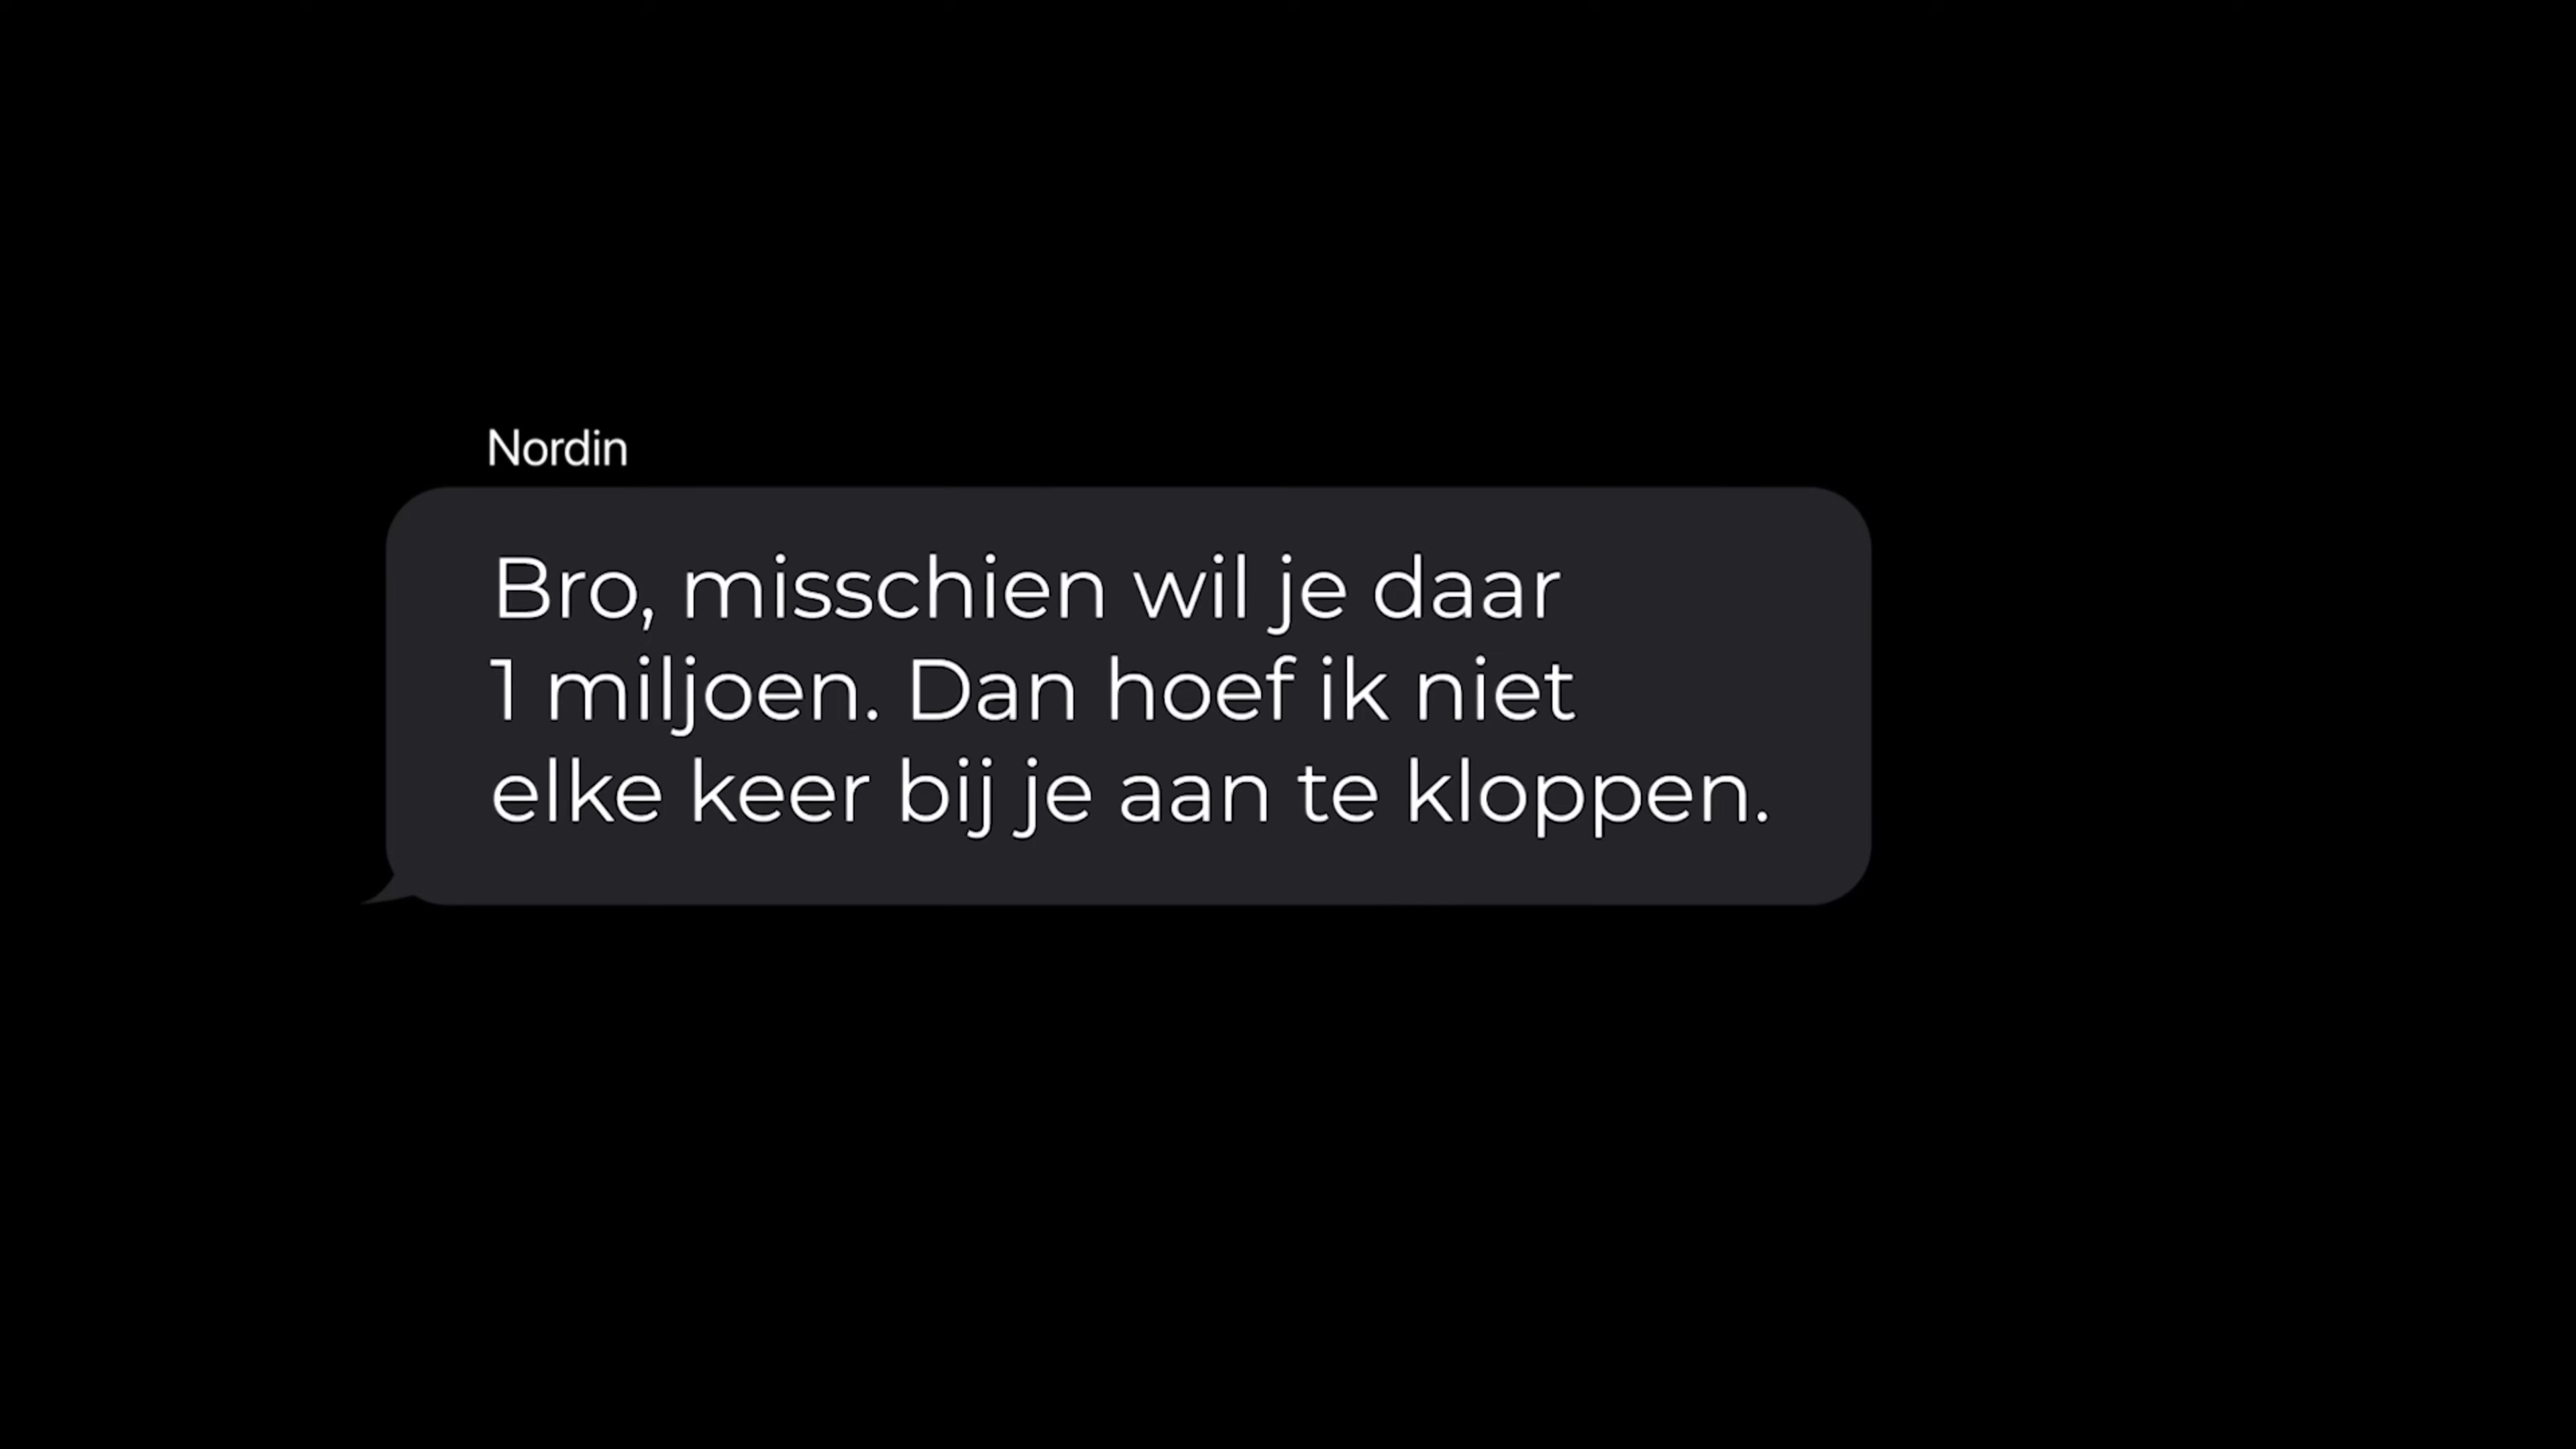 Nordin
Bro, misschien wil je daar
1 miljoen. Dan hoef ik niet
elke keer bij je aan te kloppen.